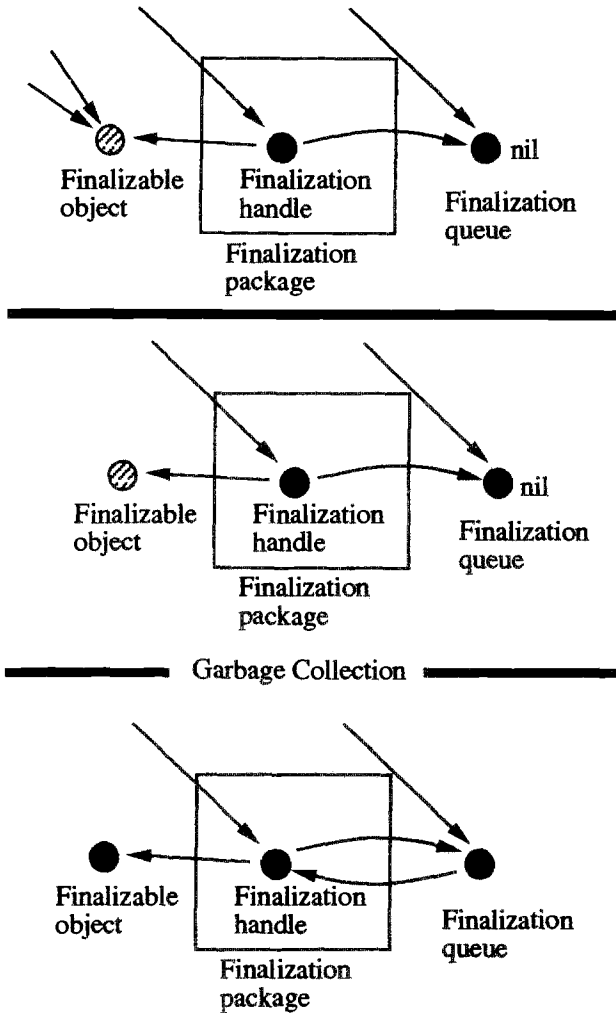 nil
Finalizable
object
Finalization
handle
Finalization
queue
Finalization
package
nil
Finalizable
object
Finalization
handle
Finalization
queue
Finalization
package
Garbage Collection
Finalizable
object
Finalization
handle
Finalization
queue
Finalization
package